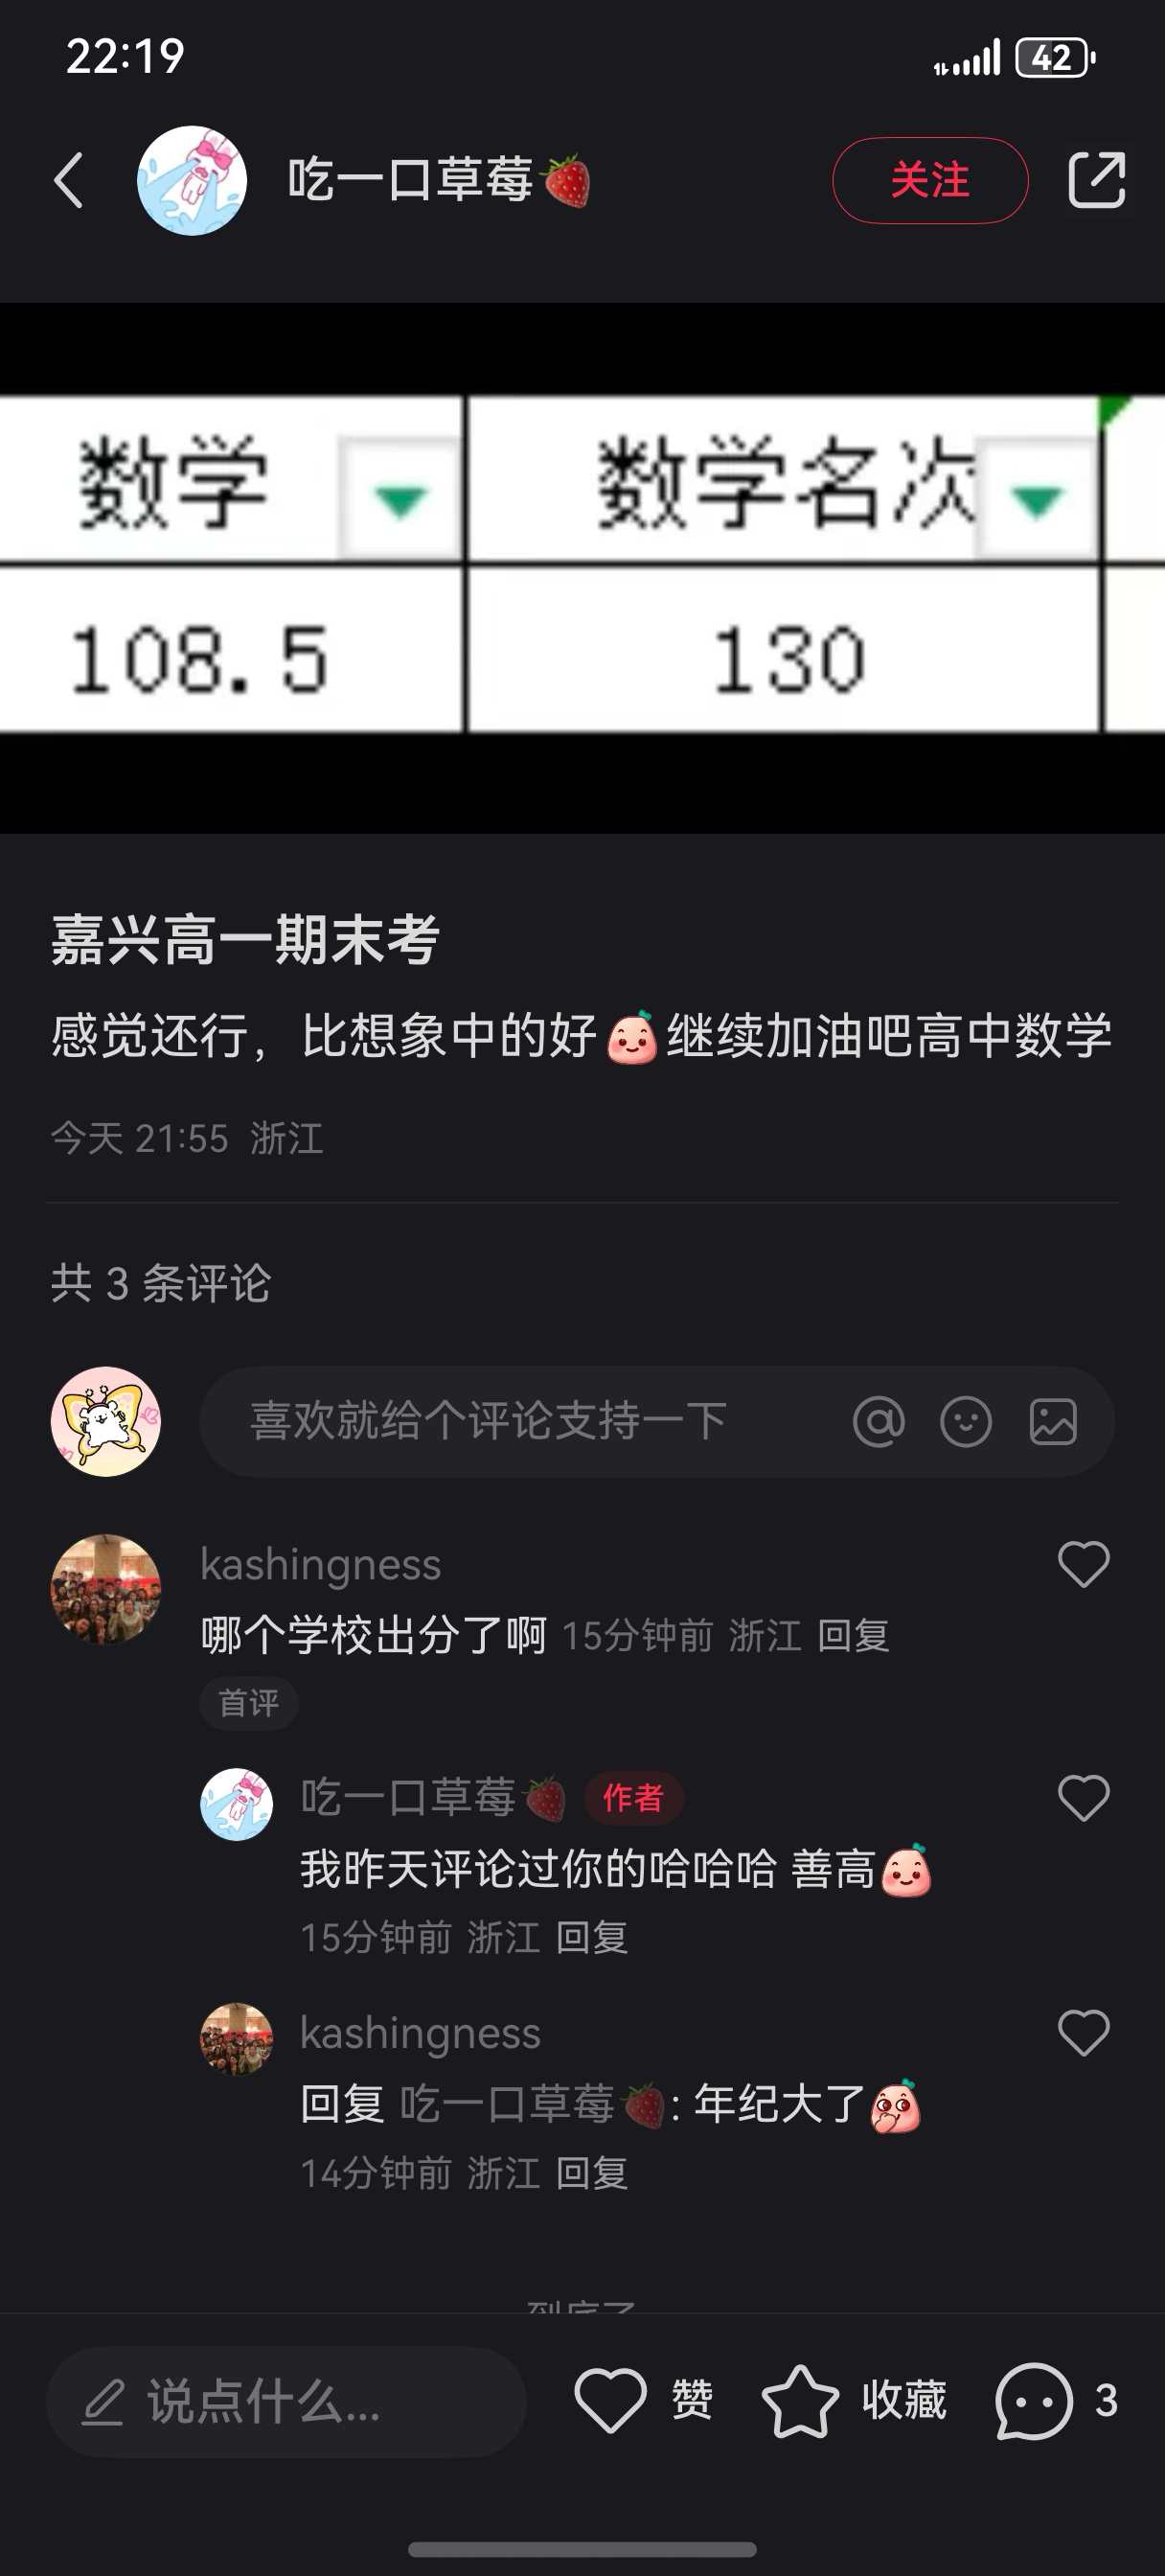 22:19
42
吃一口草莓🍓
关注
数学 数学名次
108.5 130
嘉兴高一期末考
感觉还行，比想象中的好继续加油吧高中数学
今天 21:55 浙江
共 3 条评论
喜欢就给个评论支持一下
kashingness
哪个学校出分了啊 15分钟前 浙江 回复
首评
吃一口草莓🍓 作者
我昨天评论过你的哈哈哈 善高
15分钟前 浙江 回复
kashingness
回复 吃一口草莓🍓: 年纪大了
14分钟前 浙江 回复
到底了
说点什么...
赞 收藏 3